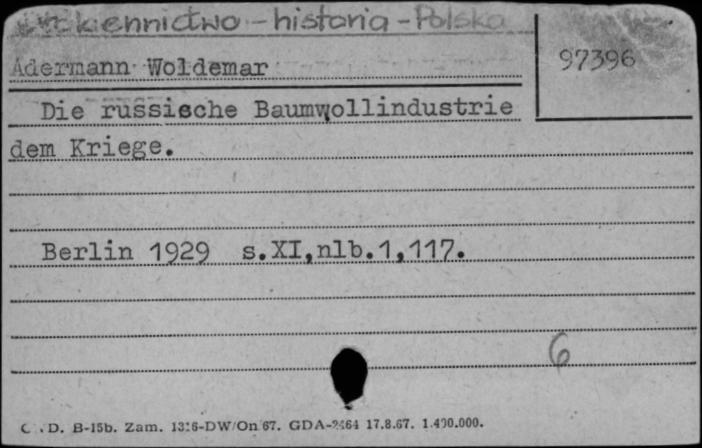 Włókiennictwo - historia - Polska
97396
Adermann Woldemar
Die russische Baumwollindustrie
dem Kriege.
Berlin 1929 s.XI,nlb.1,117.
6
D. B-15b. Zam. 1316-DW/On 67. GDA-2464 17.8.67. 1.400.000.